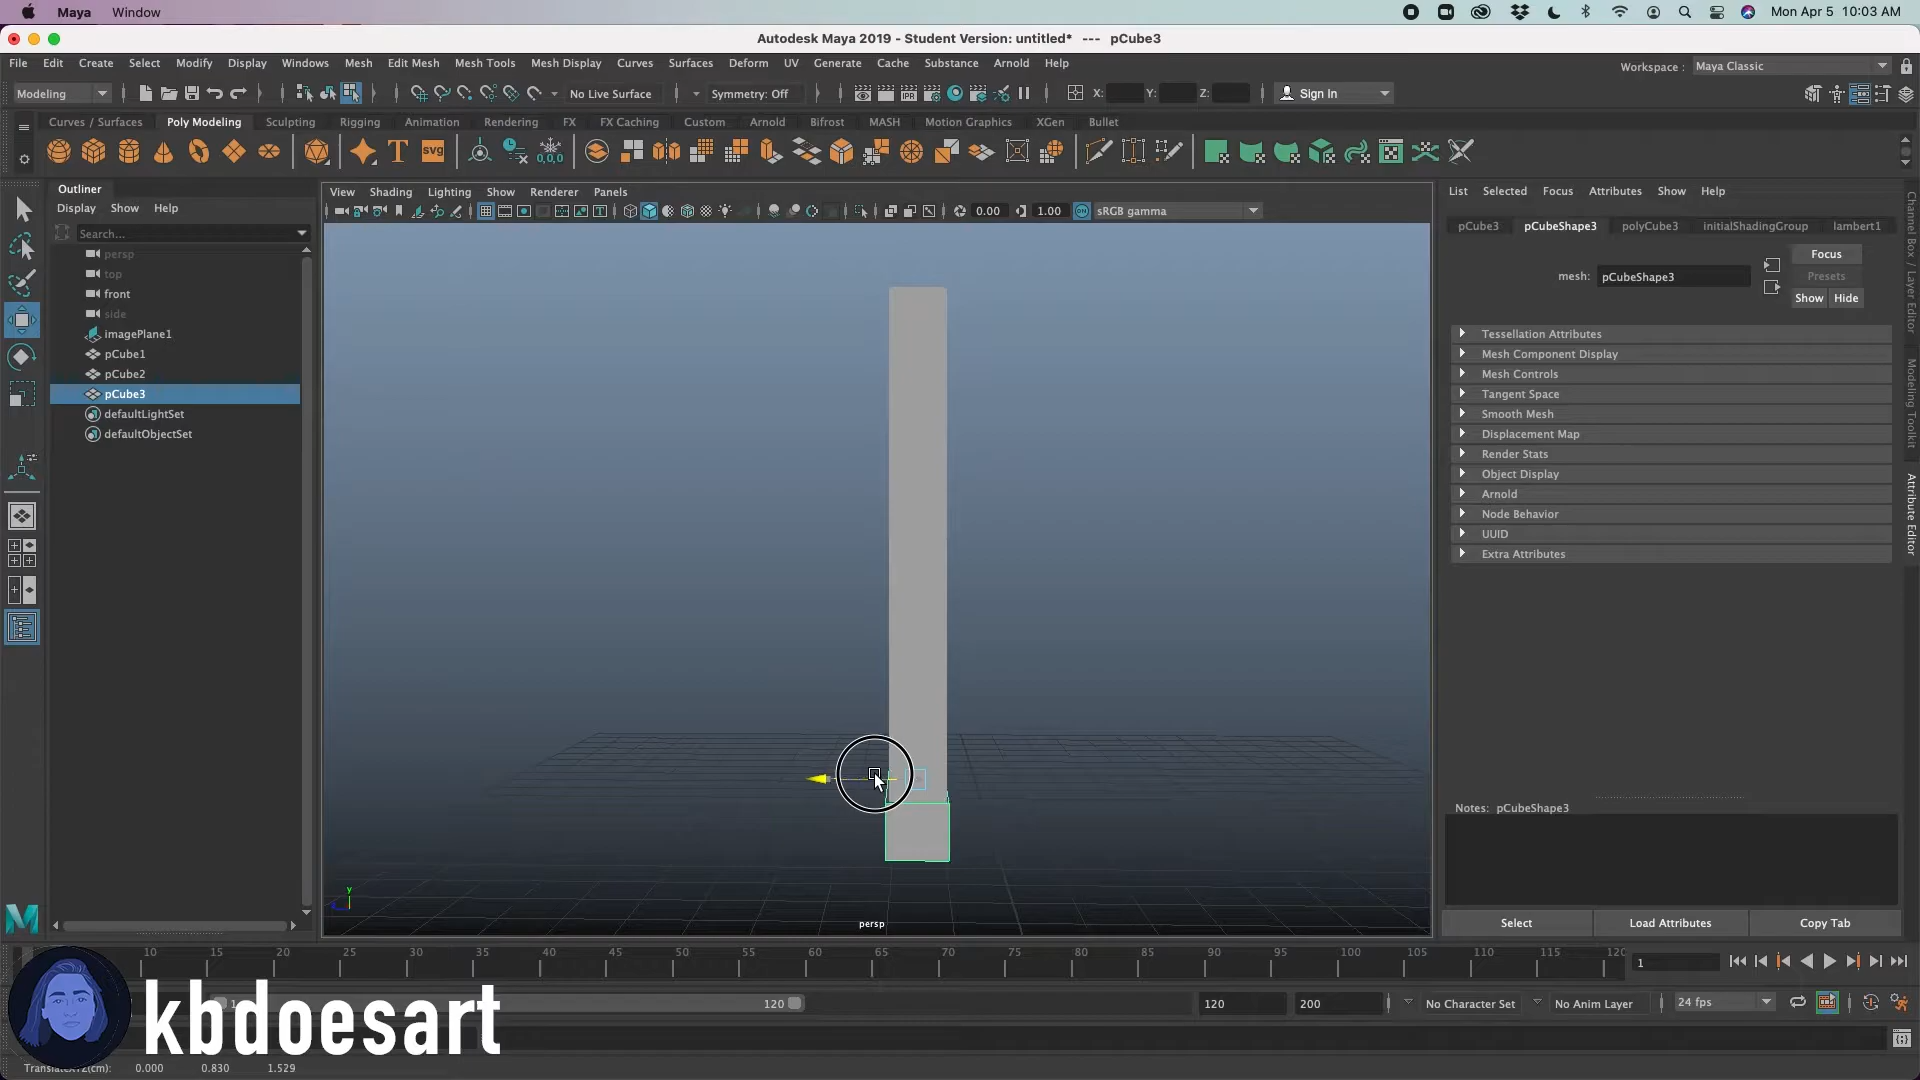 Maya Window Mon Apr 5 10:03 AM
Autodesk Maya 2019 - Student Version: untitled* --- pCube3
File Edit Create Select Modify Display Windows Mesh Edit Mesh Mesh Tools Mesh Display Curves Surfaces Deform UV Generate Cache Substance Arnold Help Workspace : Maya Classic
Modeling No Live Surface Symmetry: Off X: Y: Z: Sign In
Curves / Surfaces Poly Modeling Sculpting Rigging Animation Rendering FX FX Caching Custom Arnold Bifrost MASH Motion Graphics XGen Bullet
Outliner
Display Show Help
Search...
persp
top
front
side
imagePlane1
pCube1
pCube2
pCube3
defaultLightSet
defaultObjectSet
View Shading Lighting Show Renderer Panels
0.00 1.00 sRGB gamma
y
persp
List Selected Focus Attributes Show Help
pCube3 pCubeShape3 polyCube3 initialShadingGroup lambert1
Focus
mesh: pCubeShape3
Presets
Show Hide
Tessellation Attributes
Mesh Component Display
Mesh Controls
Tangent Space
Smooth Mesh
Displacement Map
Render Stats
Object Display
Arnold
Node Behavior
UUID
Extra Attributes
Notes: pCubeShape3
Select Load Attributes Copy Tab
Channel Box / Layer Editor
Modeling Toolkit
Attribute Editor
10 15 20 25 30 35 40 45 50 55 60 65 70 75 80 85 90 95 100 105 110 115 120 1
120 120 200 No Character Set No Anim Layer 24 fps
kbdoesart
0.000 0.830 1.529